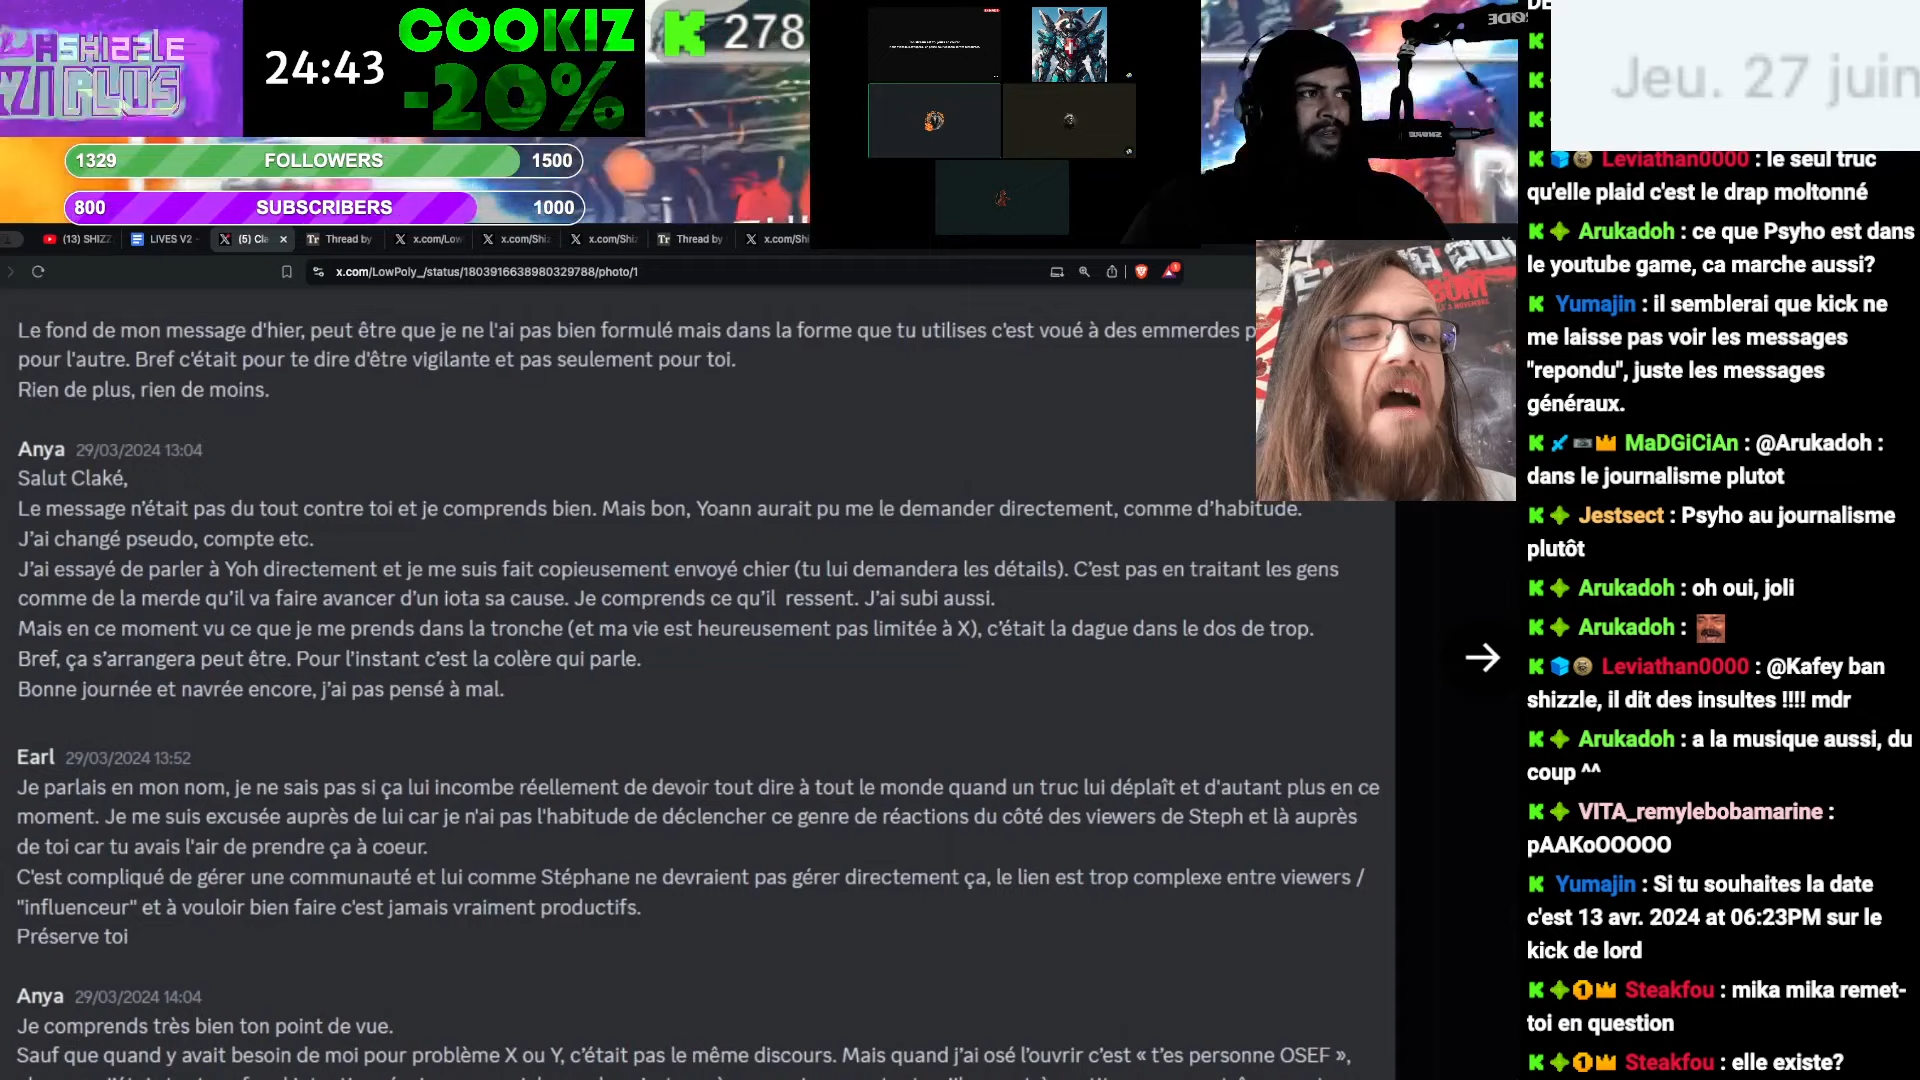 ASHIZZLE
PLUS
24:43
COOKIZ
-20%
278
1329 FOLLOWERS 1500
800 SUBSCRIBERS 1000
Jeu. 27 juin
(13) SHIZZ
LIVES V2 -
(5) Cla
Thread by
x.com/Low
x.com/Shiz
x.com/Shiz
Thread by
x.com/Shi
x.com/LowPoly_/status/1803916638980329788/photo/1
Le fond de mon message d'hier, peut être que je ne l'ai pas bien formulé mais dans la forme que tu utilises c'est voué à des emmerdes p
pour l'autre. Bref c'était pour te dire d'être vigilante et pas seulement pour toi.
Rien de plus, rien de moins.
Anya 29/03/2024 13:04
Salut Claké,
Le message n’était pas du tout contre toi et je comprends bien. Mais bon, Yoann aurait pu me le demander directement, comme d’habitude.
J’ai changé pseudo, compte etc.
J’ai essayé de parler à Yoh directement et je me suis fait copieusement envoyé chier (tu lui demandera les détails). C’est pas en traitant les gens
comme de la merde qu’il va faire avancer d’un iota sa cause. Je comprends ce qu’il ressent. J’ai subi aussi.
Mais en ce moment vu ce que je me prends dans la tronche (et ma vie est heureusement pas limitée à X), c’était la dague dans le dos de trop.
Bref, ça s’arrangera peut être. Pour l’instant c’est la colère qui parle.
Bonne journée et navrée encore, j’ai pas pensé à mal.
Earl 29/03/2024 13:52
Je parlais en mon nom, je ne sais pas si ça lui incombe réellement de devoir tout dire à tout le monde quand un truc lui déplaît et d'autant plus en ce
moment. Je me suis excusée auprès de lui car je n'ai pas l'habitude de déclencher ce genre de réactions du côté des viewers de Steph et là auprès
de toi car tu avais l'air de prendre ça à coeur.
C'est compliqué de gérer une communauté et lui comme Stéphane ne devraient pas gérer directement ça, le lien est trop complexe entre viewers /
"influenceur" et à vouloir bien faire c'est jamais vraiment productifs.
Préserve toi
Anya 29/03/2024 14:04
Je comprends très bien ton point de vue.
Sauf que quand y avait besoin de moi pour problème X ou Y, c’était pas le même discours. Mais quand j’ai osé l’ouvrir c’est « t’es personne OSEF »,
Leviathan0000 : le seul truc
qu'elle plaid c'est le drap moltonné
Arukadoh : ce que Psyho est dans
le youtube game, ca marche aussi?
Yumajin : il semblerai que kick ne
me laisse pas voir les messages
"repondu", juste les messages
généraux.
MaDGiCiAn : @Arukadoh :
dans le journalisme plutot
Jestsect : Psyho au journalisme
plutôt
Arukadoh : oh oui, joli
Arukadoh :
Leviathan0000 : @Kafey ban
shizzle, il dit des insultes !!!! mdr
Arukadoh : a la musique aussi, du
coup ^^
VITA_remylebobamarine :
pAAKoOOOOO
Yumajin : Si tu souhaites la date
c'est 13 avr. 2024 at 06:23PM sur le
kick de lord
Steakfou : mika mika remet-
toi en question
Steakfou : elle existe?